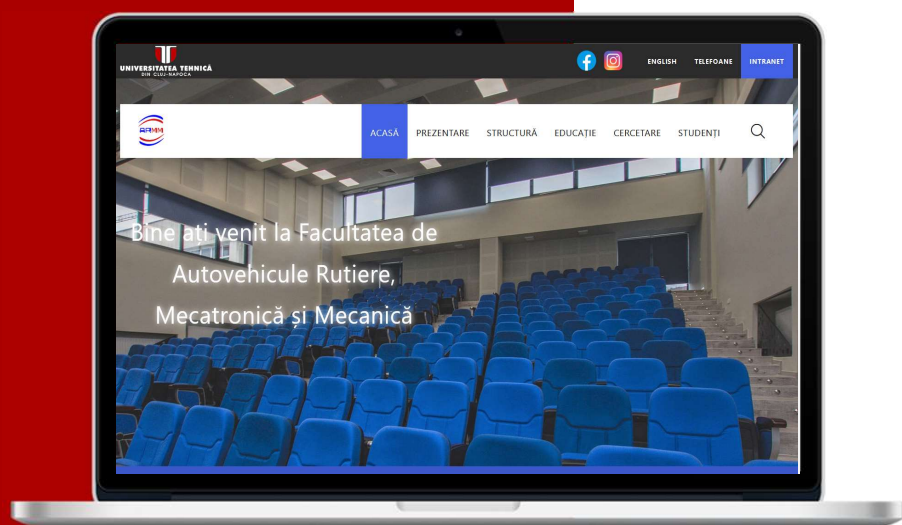 UNIVERSITATEA TEHNICĂ
DIN CLUJ-NAPOCA
ENGLISH TELEFOANE INTRANET
ARMM
ACASĂ PREZENTARE STRUCTURĂ EDUCAȚIE CERCETARE STUDENȚI
Bine ați venit la Facultatea de
Autovehicule Rutiere,
Mecatronică și Mecanică